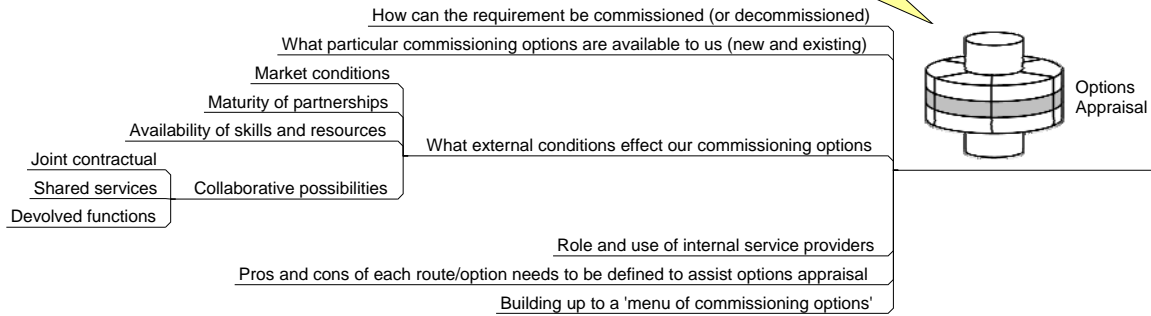 How can the requirement be commissioned (or decommissioned)
What particular commissioning options are available to us (new and existing)
Market conditions
Maturity of partnerships
Availability of skills and resources
What external conditions effect our commissioning options
Joint contractual
Shared services
Collaborative possibilities
Devolved functions
Role and use of internal service providers
Pros and cons of each route/option needs to be defined to assist options appraisal
Building up to a 'menu of commissioning options'
Options
Appraisal